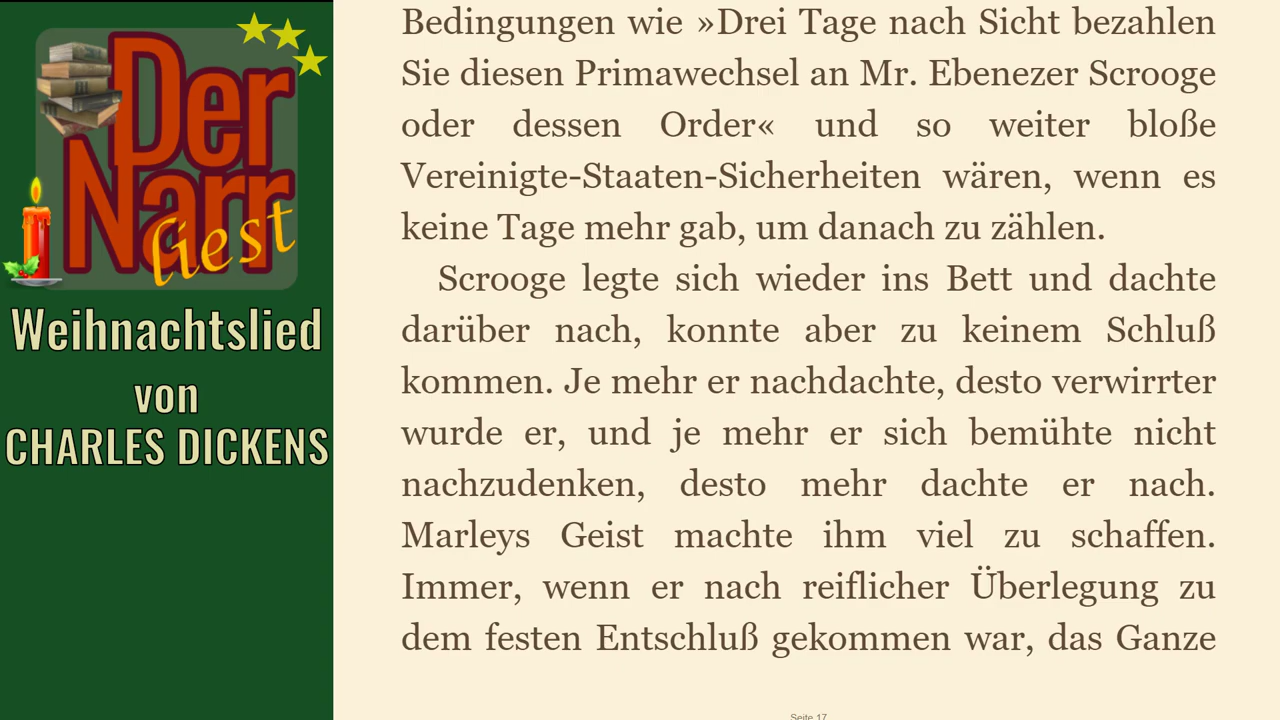 Der
Narr
liest
Weihnachtslied
von
CHARLES DICKENS
Bedingungen wie »Drei Tage nach Sicht bezahlen
Sie diesen Primawechsel an Mr. Ebenezer Scrooge
oder dessen Order« und so weiter bloße
Vereinigte-Staaten-Sicherheiten wären, wenn es
keine Tage mehr gab, um danach zu zählen.
Scrooge legte sich wieder ins Bett und dachte
darüber nach, konnte aber zu keinem Schluß
kommen. Je mehr er nachdachte, desto verwirrter
wurde er, und je mehr er sich bemühte nicht
nachzudenken, desto mehr dachte er nach.
Marleys Geist machte ihm viel zu schaffen.
Immer, wenn er nach reiflicher Überlegung zu
dem festen Entschluß gekommen war, das Ganze
Seite 17